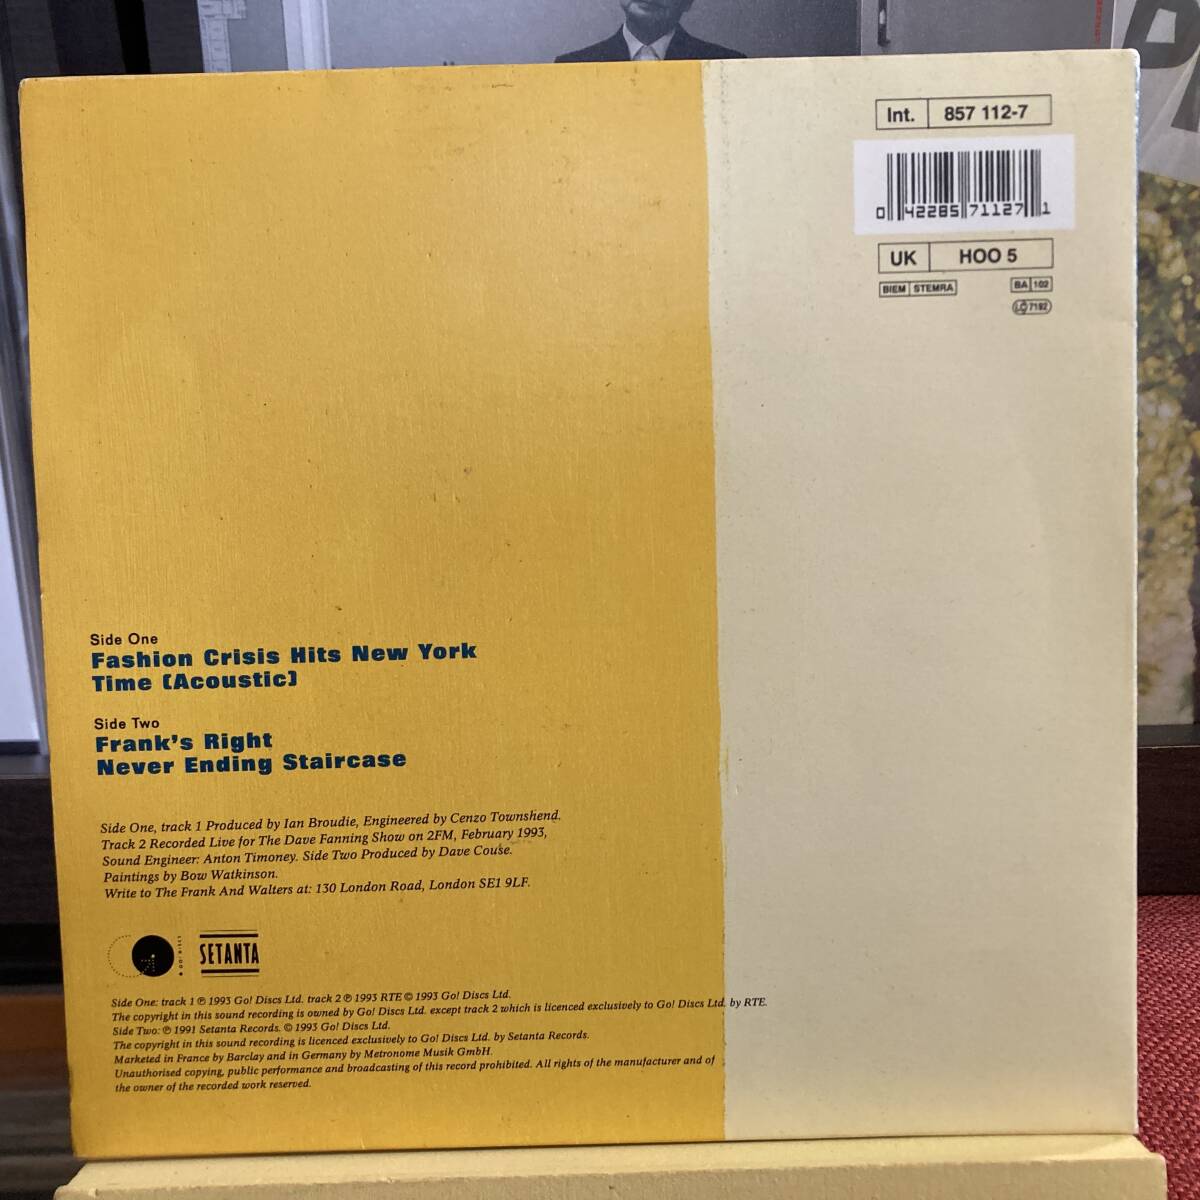 Int. 857 112-7
0 42285 71127 1
UK HOO 5
BIEM STEMRA BA 102
LC 7192
Side One
Fashion Crisis Hits New York
Time (Acoustic)
Side Two
Frank's Right
Never Ending Staircase
Side One, track 1 Produced by Ian Broudie, Engineered by Cenzo Townshend.
Track 2 Recorded Live for The Dave Fanning Show on 2FM, February 1993,
Sound Engineer: Anton Timoney. Side Two Produced by Dave Couse.
Paintings by Bow Watkinson.
Write to The Frank And Walters at: 130 London Road, London SE1 9LF.
GO! DISCS
SETANTA
Side One: track 1 ℗ 1993 Go! Discs Ltd. track 2 ℗ 1993 RTE © 1993 Go! Discs Ltd.
The copyright in this sound recording is owned by Go! Discs Ltd. except track 2 which is licenced exclusively to Go! Discs Ltd. by RTE.
Side Two: ℗ 1991 Setanta Records. © 1993 Go! Discs Ltd.
The copyright in this sound recording is licenced exclusively to Go! Discs Ltd. by Setanta Records.
Marketed in France by Barclay and in Germany by Metronome Musik GmbH.
Unauthorised copying, public performance and broadcasting of this record prohibited. All rights of the manufacturer and of
the owner of the recorded work reserved.